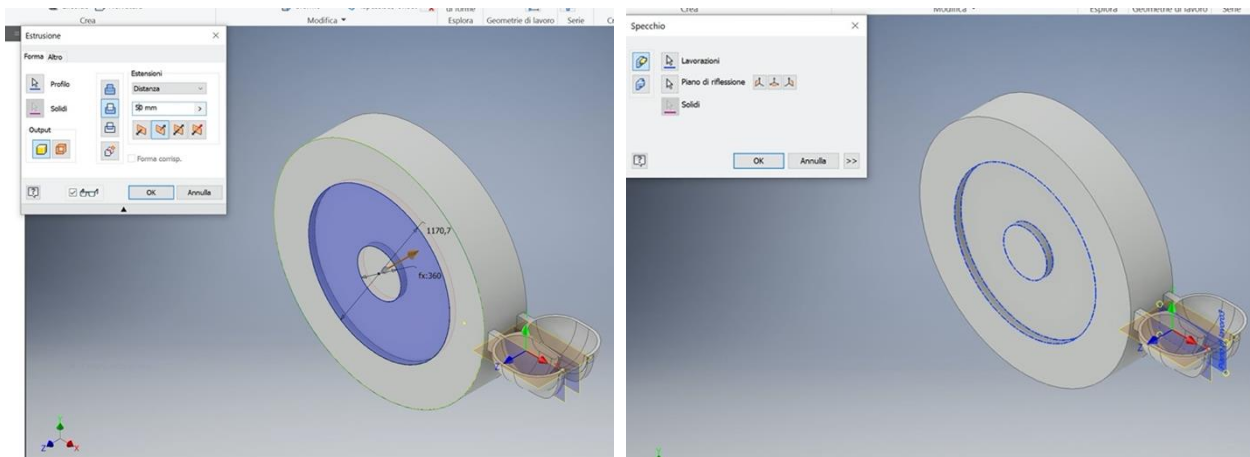 Crea
Modifica
Esplora
Geometrie di lavoro
Serie
Estrusione
Forma Altro
Profilo
Solidi
Output
Estensioni
Distanza
50 mm
Forma corrisp.
OK
Annulla
1170,7
fx:360
Z
Y
Z
X
Crea
Modifica
Esplora
Geometrie di lavoro
Serie
Specchio
Lavorazioni
Piano di riflessione
Solidi
OK
Annulla
>>
Z